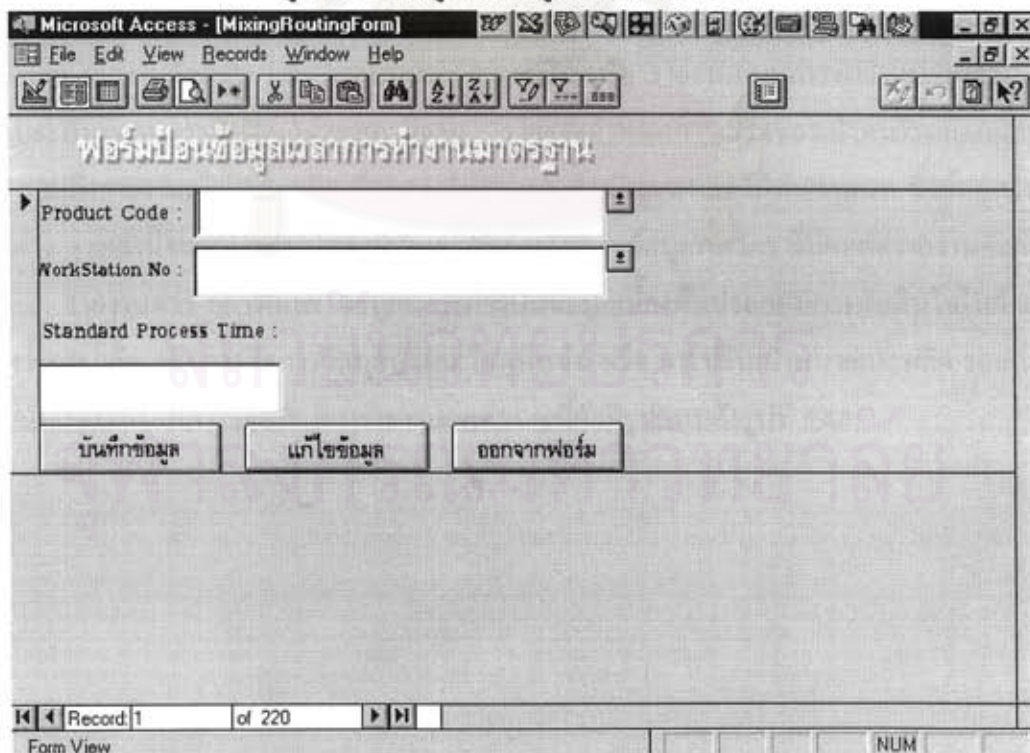 Microsoft Access - [MixingRoutingForm]
File Edit View Records Window Help
ฟอร์มป้อนข้อมูลเวลาการทำงานมาตรฐาน
Product Code :
WorkStation No :
Standard Process Time :
บันทึกข้อมูล แก้ไขข้อมูล ออกจากฟอร์ม
Record: 1 of 220
Form View NUM